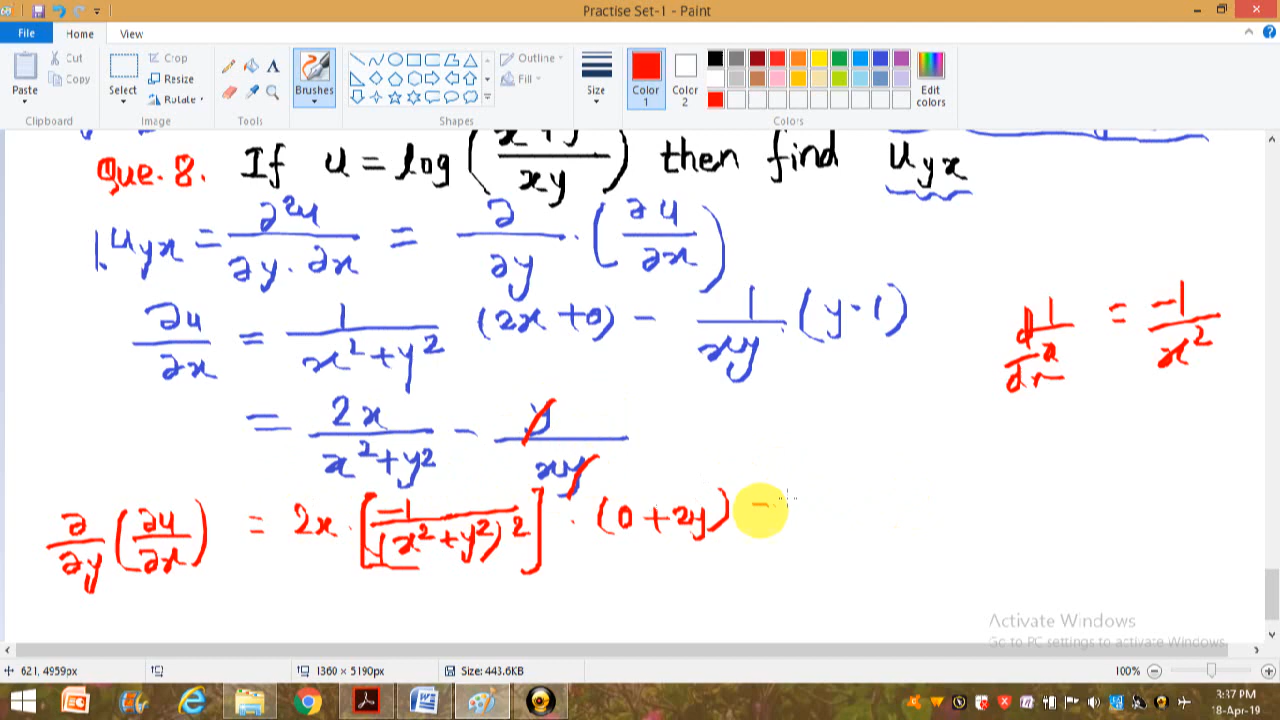 Practise Set-1 - Paint
File Home View
Paste Cut Copy Select Crop Resize Rotate Brushes Outline Fill Size Color 1 Color 2 Edit colors
Clipboard Image Tools Shapes Colors
Que. 8. If u = log((x+y)/xy) then find u_yx
u_yx = ∂²u/∂y.∂x = ∂/∂y . (∂u/∂x)
∂u/∂x = 1/(x²+y²) (2x+0) - 1/xy (y.1)
d/dx 1/x = -1/x²
= 2x/(x²+y²) - y/xy
∂/∂y (∂u/∂x) = 2x . [-1/(x²+y²)²] . (0+2y) -
Activate Windows
Go to PC settings to activate Windows.
621, 4959px 1360 × 5190px Size: 443.6KB 100%
3:37 PM
18-Apr-19